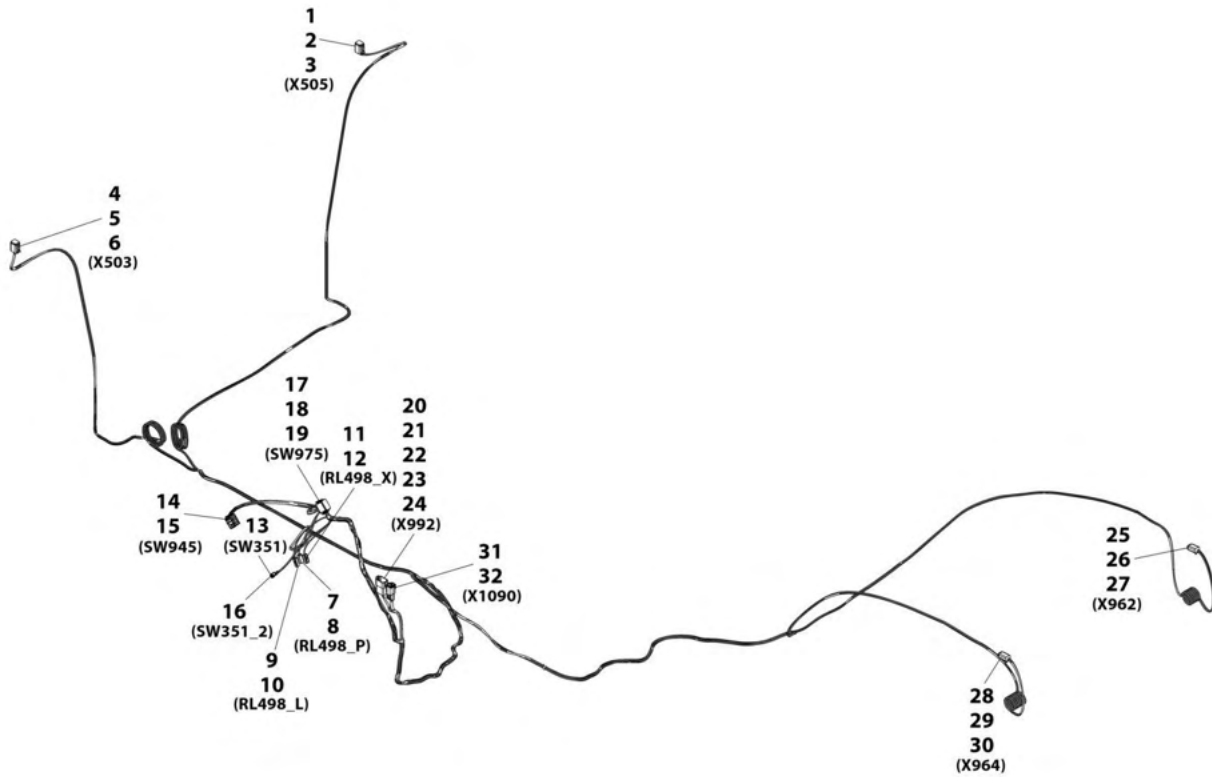 1
2
3
(X505)
4
5
6
(X503)
17
18
19
(SW975)
11
12
(RL498_X)
20
21
22
23
24
(X992)
14
15
(SW945)
13
(SW351)
16
(SW351_2)
7
8
(RL498_P)
9
10
(RL498_L)
31
32
(X1090)
25
26
27
(X962)
28
29
30
(X964)